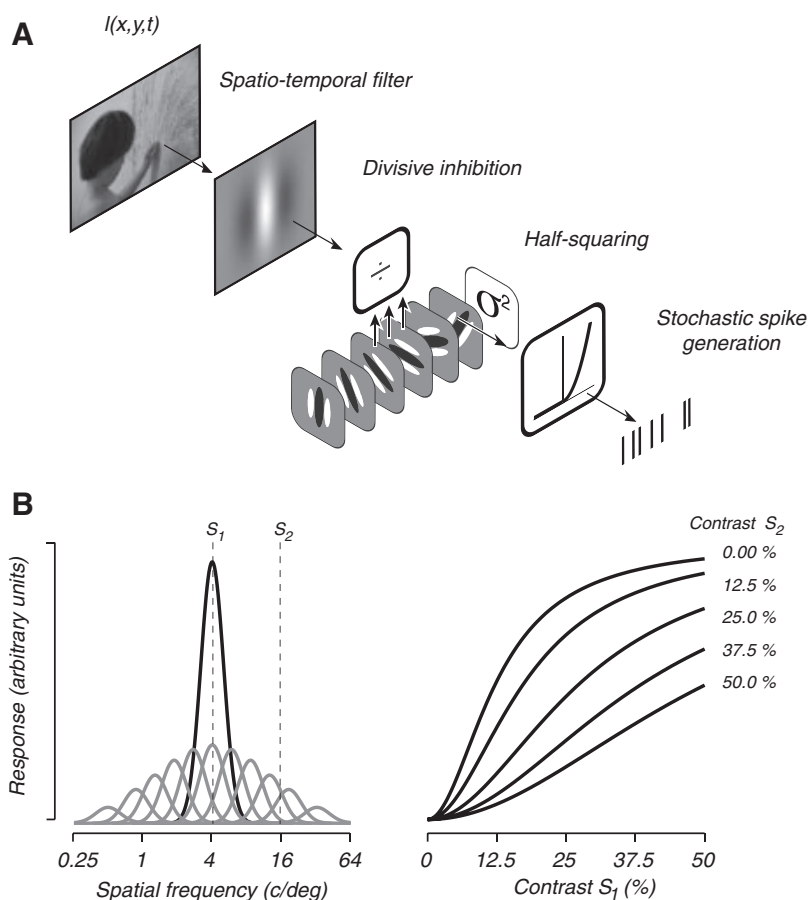 A
I(x,y,t)
Spatio-temporal filter
Divisive inhibition
÷
Half-squaring
σ²
Stochastic spike
generation
B
S₁ S₂
Response (arbitrary units)
0.25 1 4 16 64
Spatial frequency (c/deg)
Contrast S₂
0.00 %
12.5 %
25.0 %
37.5 %
50.0 %
0 12.5 25 37.5 50
Contrast S₁ (%)